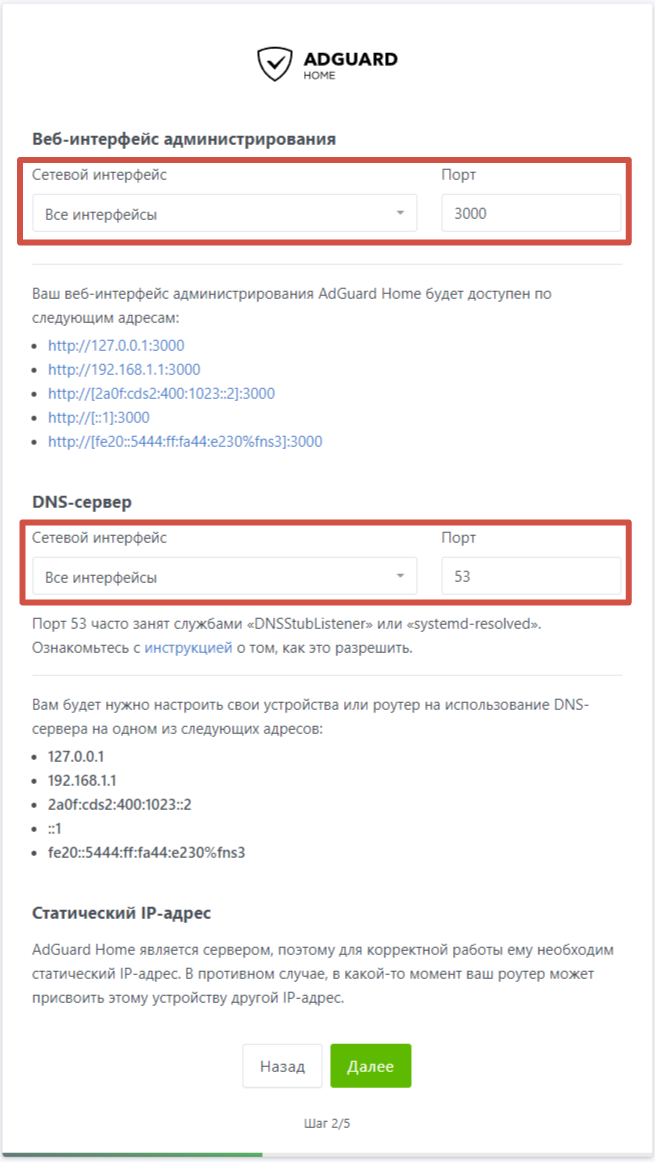 ADGUARD
HOME
Веб-интерфейс администрирования
Сетевой интерфейс Порт
Все интерфейсы 3000
Ваш веб-интерфейс администрирования AdGuard Home будет доступен по
следующим адресам:
• http://127.0.0.1:3000
• http://192.168.1.1:3000
• http://[2a0f:cds2:400:1023::2]:3000
• http://[::1]:3000
• http://[fe20::5444:ff:fa44:e230%fns3]:3000
DNS-сервер
Сетевой интерфейс Порт
Все интерфейсы 53
Порт 53 часто занят службами «DNSStubListener» или «systemd-resolved».
Ознакомьтесь с инструкцией о том, как это разрешить.
Вам будет нужно настроить свои устройства или роутер на использование DNS-
сервера на одном из следующих адресов:
• 127.0.0.1
• 192.168.1.1
• 2a0f:cds2:400:1023::2
• ::1
• fe20::5444:ff:fa44:e230%fns3
Статический IP-адрес
AdGuard Home является сервером, поэтому для корректной работы ему необходим
статический IP-адрес. В противном случае, в какой-то момент ваш роутер может
присвоить этому устройству другой IP-адрес.
Назад Далее
Шаг 2/5